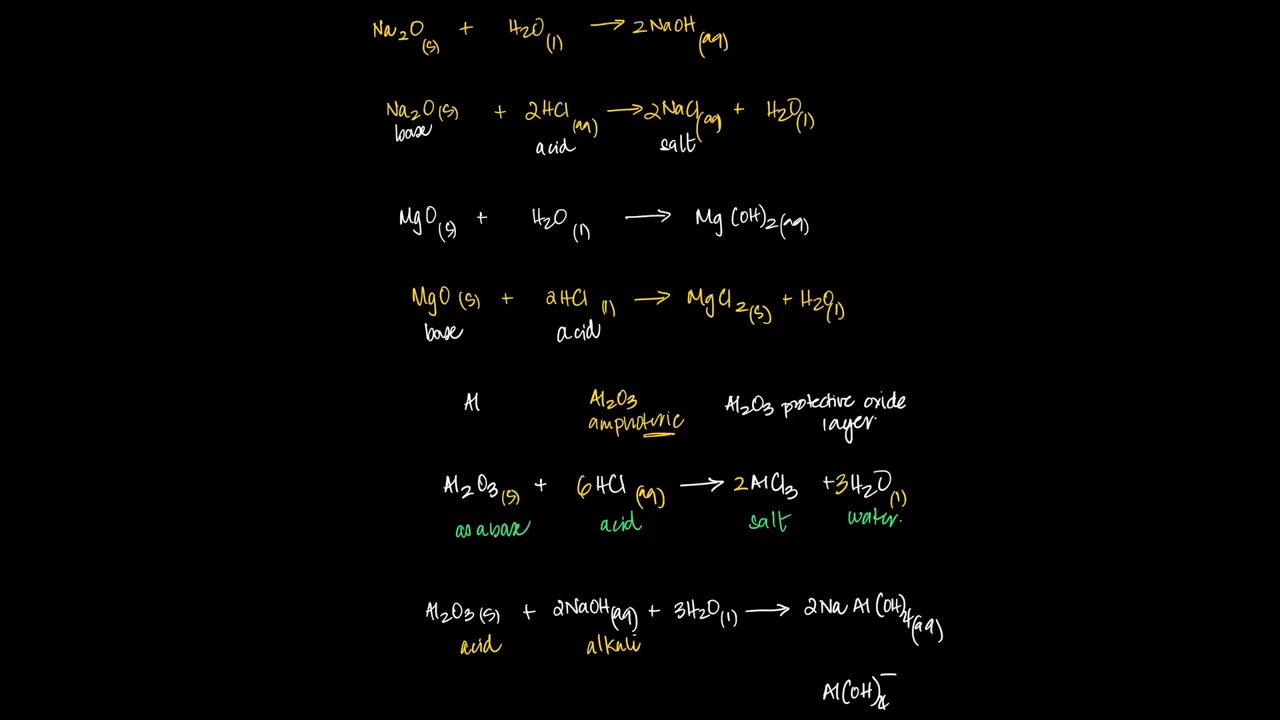 Na2O(s) + H2O(l) → 2NaOH(aq)
Na2O(s) + 2HCl(aq) → 2NaCl(aq + H2O(l)
base acid salt
MgO(s) + H2O(l) → Mg(OH)2(aq)
MgO(s) + 2HCl(l) → MgCl2(s) + H2O(l)
base acid
Al Al2O3 Al2O3 protective oxide
amphoteric layer.
Al2O3(s) + 6HCl(aq) → 2AlCl3 + 3H2O(l)
as a base acid salt water.
Al2O3(s) + 2NaOH(aq) + 3H2O(l) → 2NaAl(OH)4(aq)
acid alkali
Al(OH)4⁻